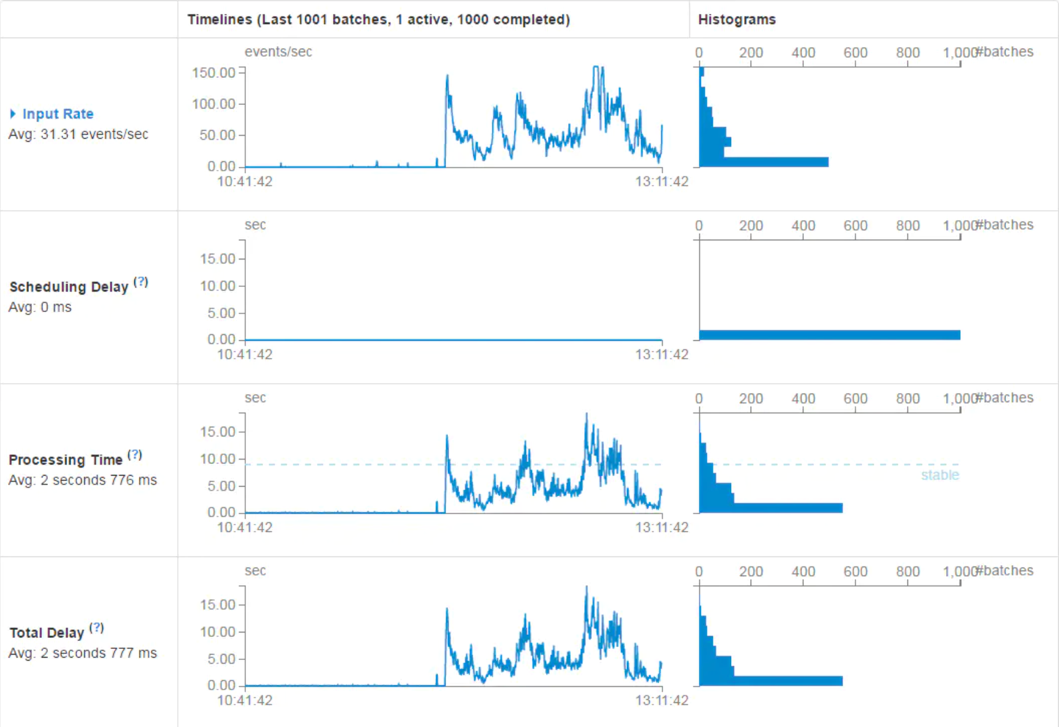 Timelines (Last 1001 batches, 1 active, 1000 completed)
Histograms
Input Rate
Avg: 31.31 events/sec
events/sec
150.00
100.00
50.00
0.00
10:41:42
13:11:42
0 200 400 600 800 1,000 #batches
Scheduling Delay (?)
Avg: 0 ms
sec
15.00
10.00
5.00
0.00
10:41:42
13:11:42
0 200 400 600 800 1,000 #batches
Processing Time (?)
Avg: 2 seconds 776 ms
sec
15.00
10.00
5.00
0.00
10:41:42
13:11:42
0 200 400 600 800 1,000 #batches
stable
Total Delay (?)
Avg: 2 seconds 777 ms
sec
15.00
10.00
5.00
0.00
10:41:42
13:11:42
0 200 400 600 800 1,000 #batches